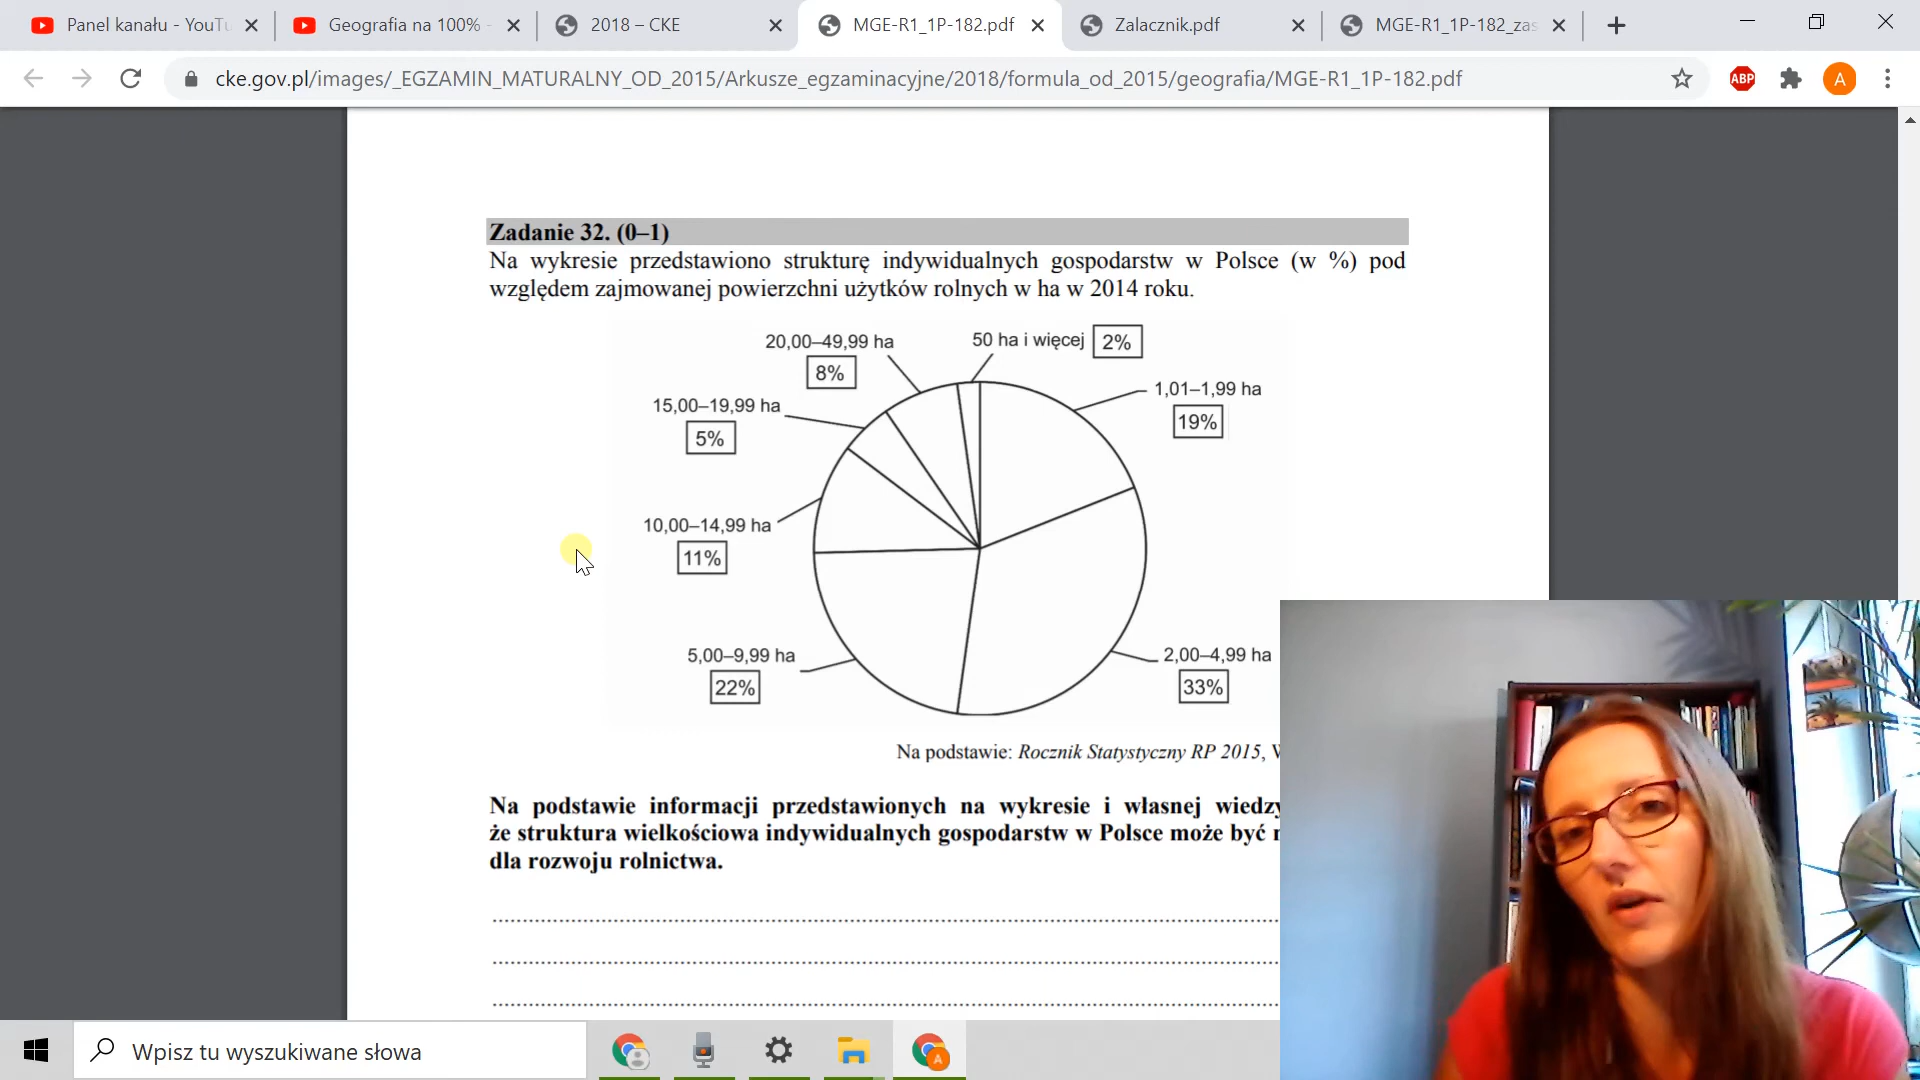 Panel kanału - YouTu
Geografia na 100% -
2018 – CKE
MGE-R1_1P-182.pdf
Zalacznik.pdf
MGE-R1_1P-182_zas
cke.gov.pl/images/_EGZAMIN_MATURALNY_OD_2015/Arkusze_egzaminacyjne/2018/formula_od_2015/geografia/MGE-R1_1P-182.pdf
ABP
A
Zadanie 32. (0–1)
Na wykresie przedstawiono strukturę indywidualnych gospodarstw w Polsce (w %) pod
względem zajmowanej powierzchni użytków rolnych w ha w 2014 roku.
20,00–49,99 ha
8%
50 ha i więcej 2%
1,01–1,99 ha
19%
15,00–19,99 ha
5%
10,00–14,99 ha
11%
5,00–9,99 ha
22%
2,00–4,99 ha
33%
Na podstawie: Rocznik Statystyczny RP 2015,
Na podstawie informacji przedstawionych na wykresie i własnej wiedzy
że struktura wielkościowa indywidualnych gospodarstw w Polsce może być
dla rozwoju rolnictwa.
Wpisz tu wyszukiwane słowa
A